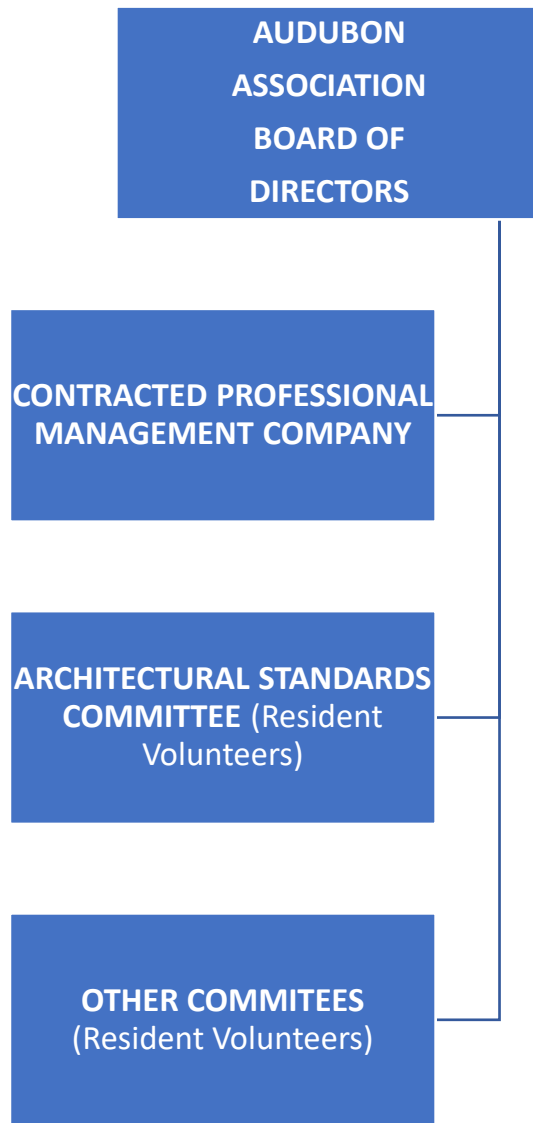 AUDUBON
ASSOCIATION
BOARD OF
DIRECTORS
CONTRACTED PROFESSIONAL
MANAGEMENT COMPANY
ARCHITECTURAL STANDARDS
COMMITTEE (Resident
Volunteers)
OTHER COMMITEES
(Resident Volunteers)